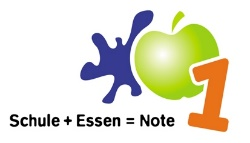 Schule + Essen = Note 1